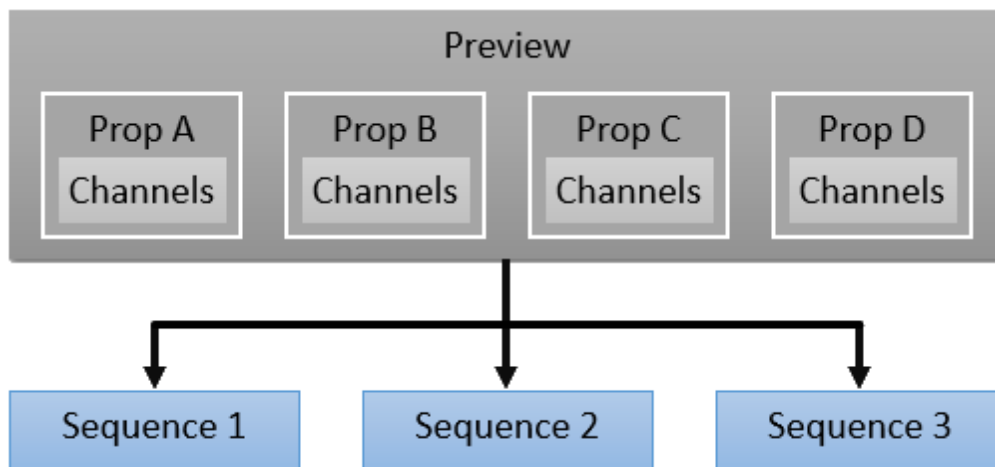 Preview
Prop A
Prop B
Prop C
Prop D
Channels
Channels
Channels
Channels
Sequence 1
Sequence 2
Sequence 3